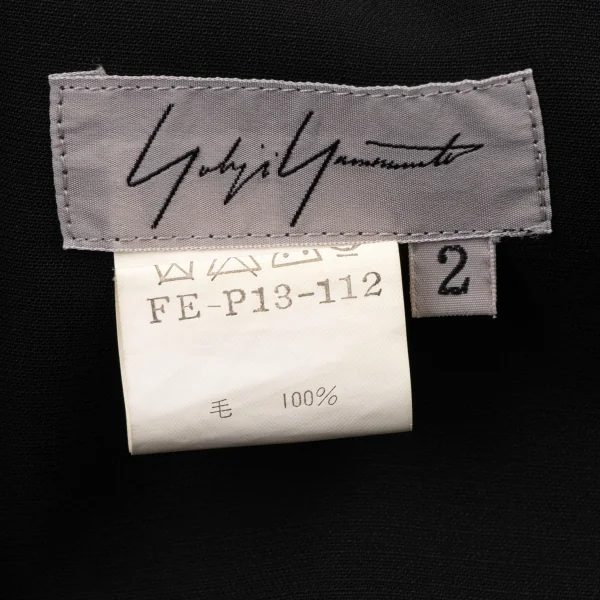 Yohji Yamamoto
2
FE-P13-112
毛 100%